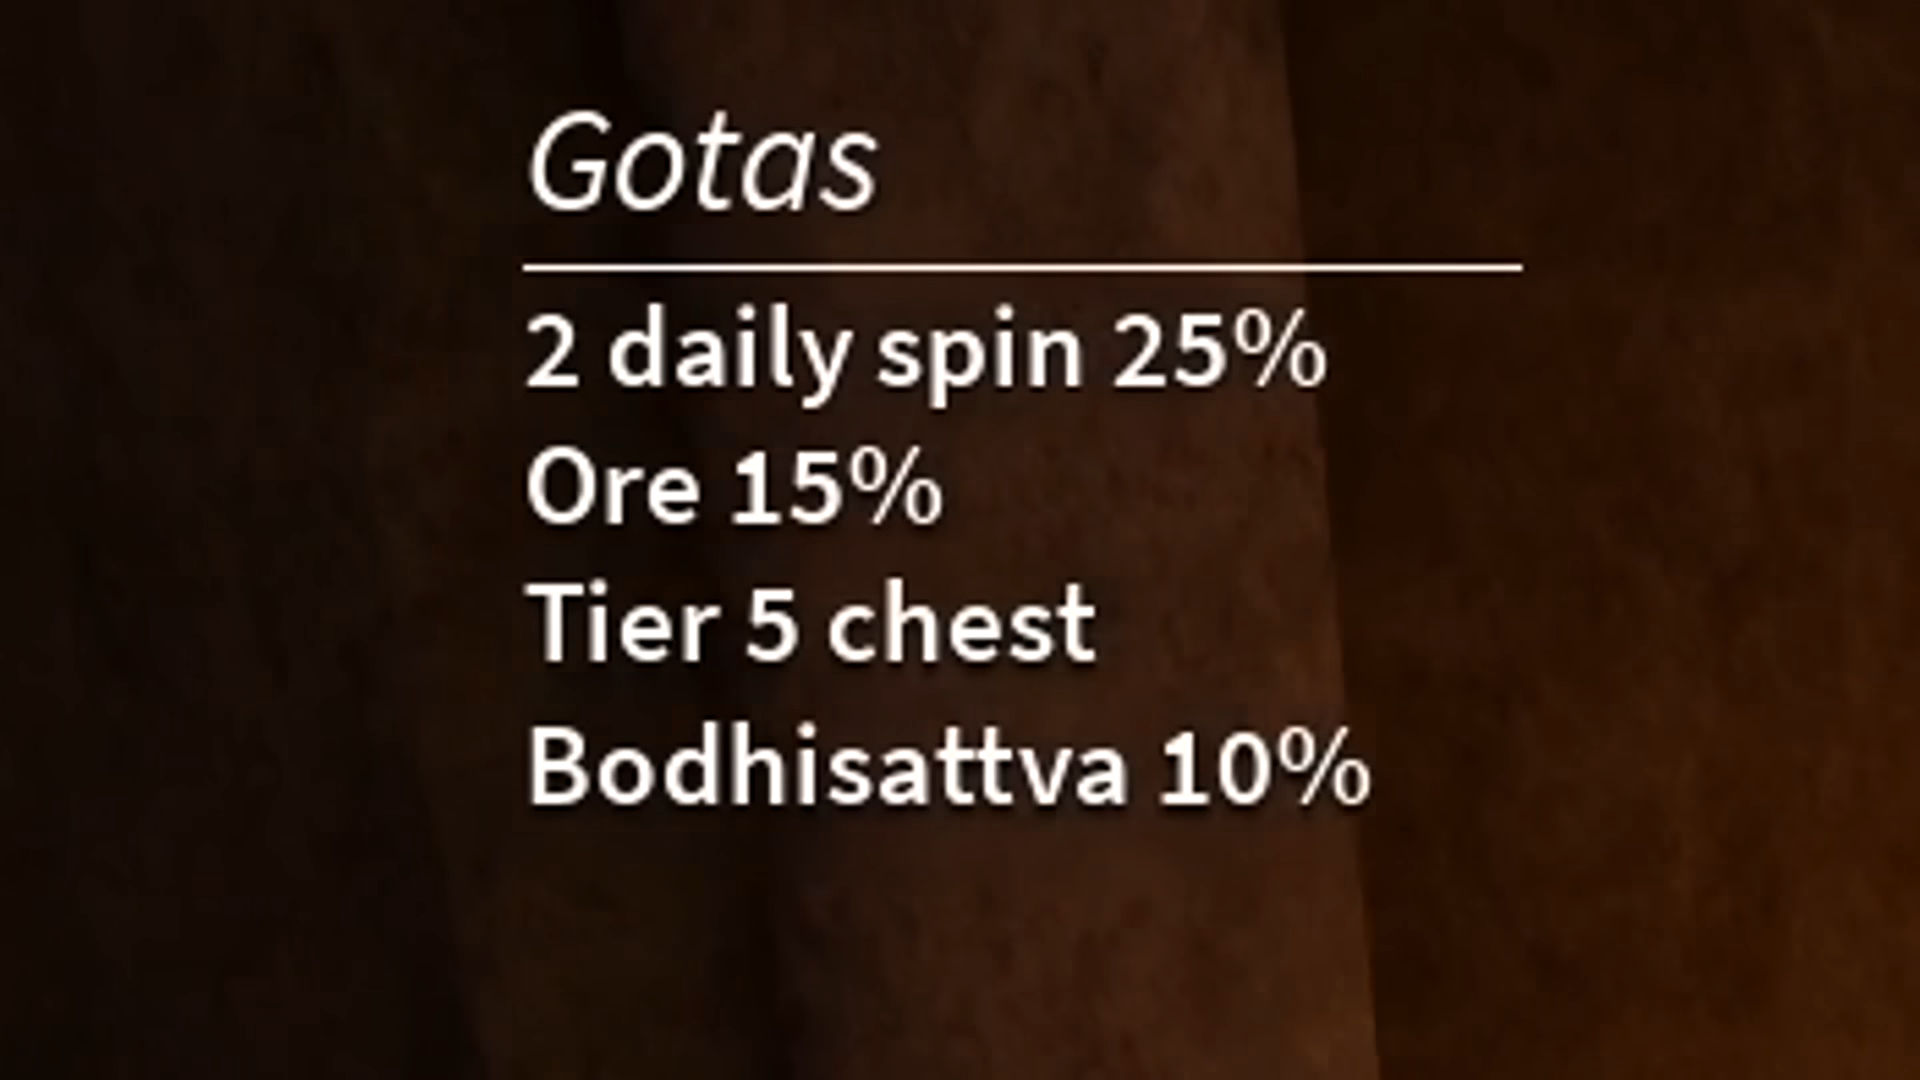 Gotas
2 daily spin 25%
Ore 15%
Tier 5 chest
Bodhisattva 10%